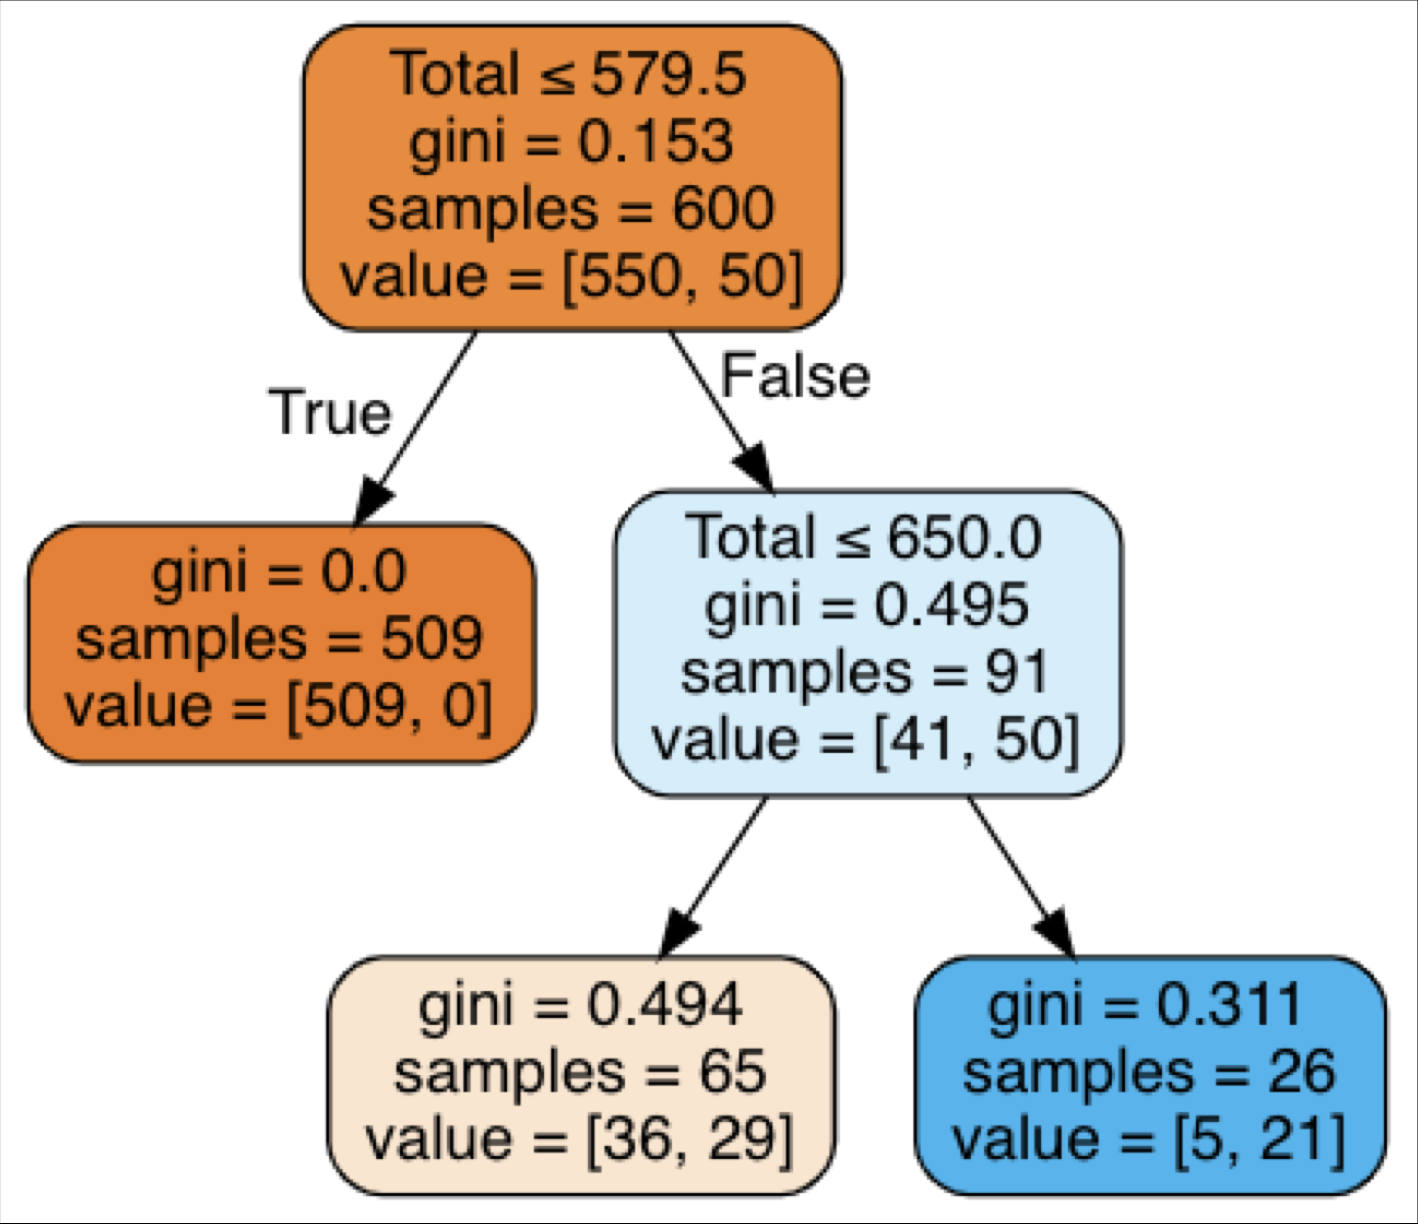 Total ≤ 579.5
gini = 0.153
samples = 600
value = [550, 50]
True
False
gini = 0.0
samples = 509
value = [509, 0]
Total ≤ 650.0
gini = 0.495
samples = 91
value = [41, 50]
gini = 0.494
samples = 65
value = [36, 29]
gini = 0.311
samples = 26
value = [5, 21]